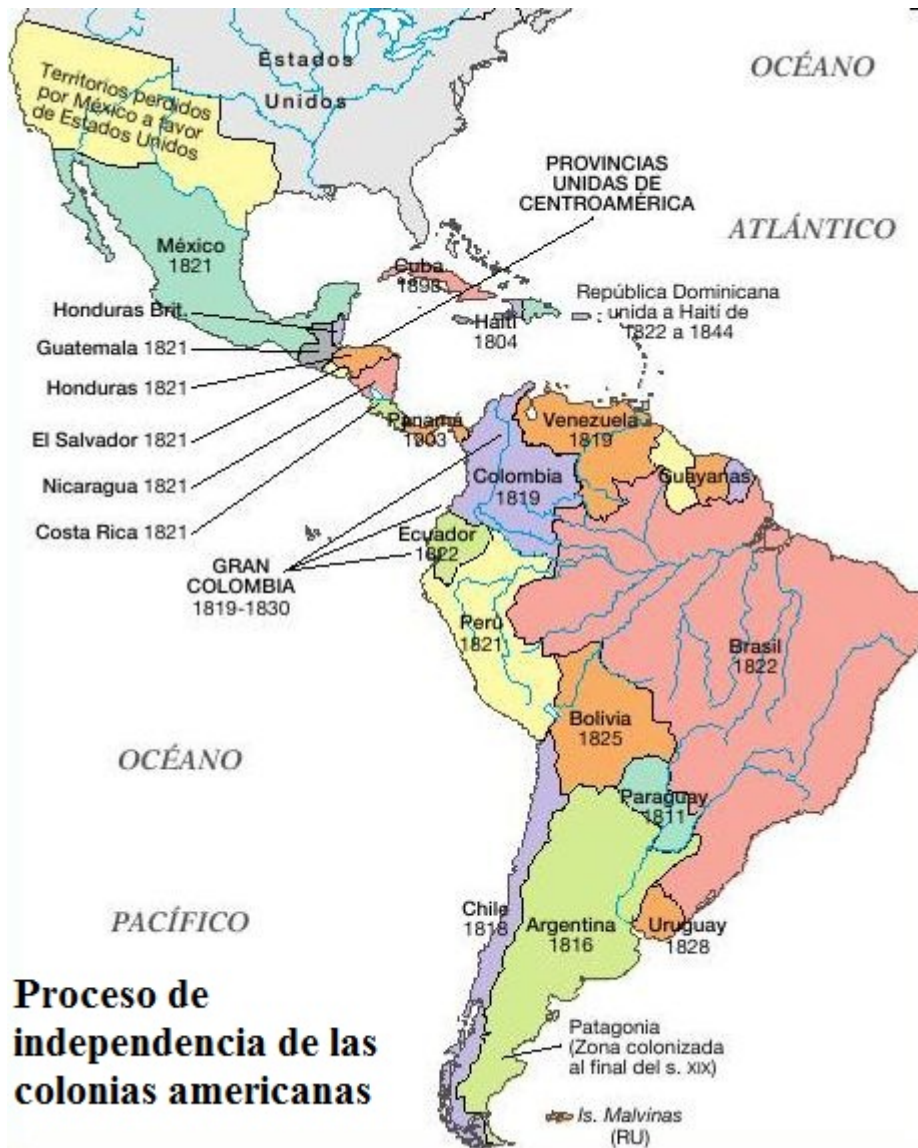 Estados
Unidos
OCÉANO
Territorios perdidos
por México a favor
de Estados Unidos
PROVINCIAS
UNIDAS DE
CENTROAMÉRICA
ATLÁNTICO
México
1821
Cuba
1898
Haití
1804
República Dominicana
unida a Haití de
1822 a 1844
Honduras Brit.
Guatemala 1821
Honduras 1821
El Salvador 1821
Nicaragua 1821
Costa Rica 1821
Panamá
1903
Venezuela
1819
Guayanas
Colombia
1819
Ecuador
1822
GRAN
COLOMBIA
1819-1830
Perú
1821
Brasil
1822
Bolivia
1825
OCÉANO
Paraguay
1811
PACÍFICO
Chile
1818
Argentina
1816
Uruguay
1828
Proceso de
independencia de las
colonias americanas
Patagonia
(Zona colonizada
al final del s. XIX)
Is. Malvinas
(RU)